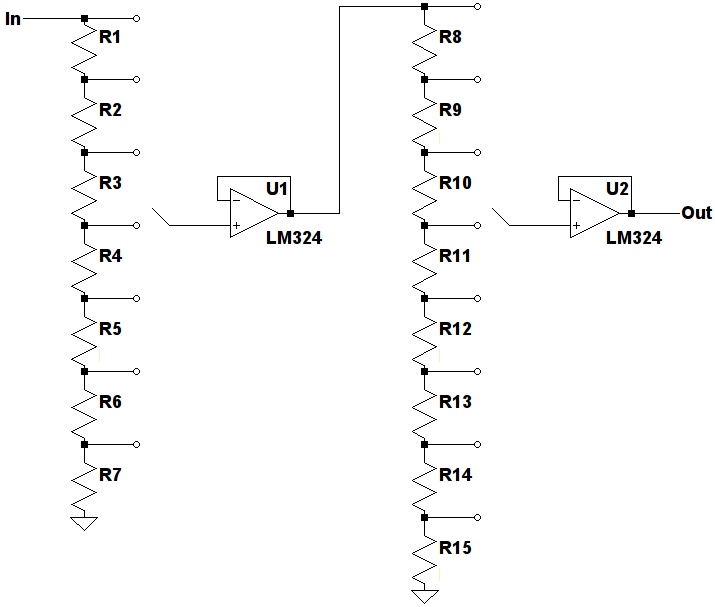 In
R1
R2
R3
R4
R5
R6
R7
−
+
U1
LM324
R8
R9
R10
R11
R12
R13
R14
R15
−
+
U2
LM324
Out